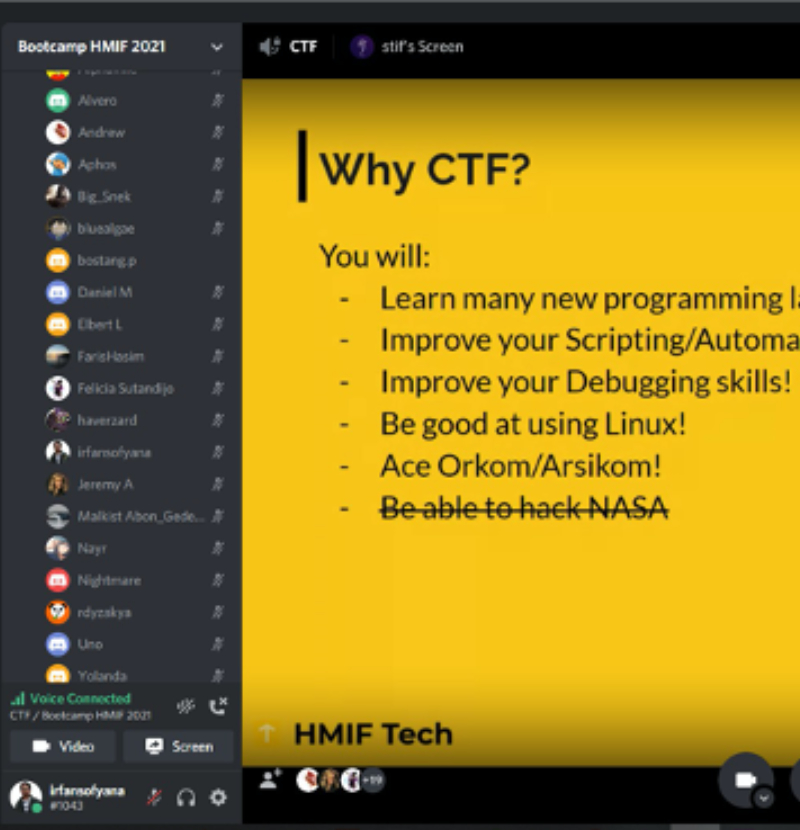 Bootcamp HMIF 2021
CTF
stif's Screen
Alvero
Andrew
Aphos
Big_Snek
bluealgae
bostang.p
Daniel M
Elbert L
FarisHasim
Felicia Sutandijo
haverzard
irfansofyana
Jeremy A
Malkist Abon_Gede...
Nayr
Nightmare
rdyzakya
Uno
Yolanda
Voice Connected
CTF / Bootcamp HMIF 2021
Video
Screen
irfansofyana
#1043
Why CTF?
You will:
- Learn many new programming la
- Improve your Scripting/Automa
- Improve your Debugging skills!
- Be good at using Linux!
- Ace Orkom/Arsikom!
- Be able to hack NASA
HMIF Tech
+19